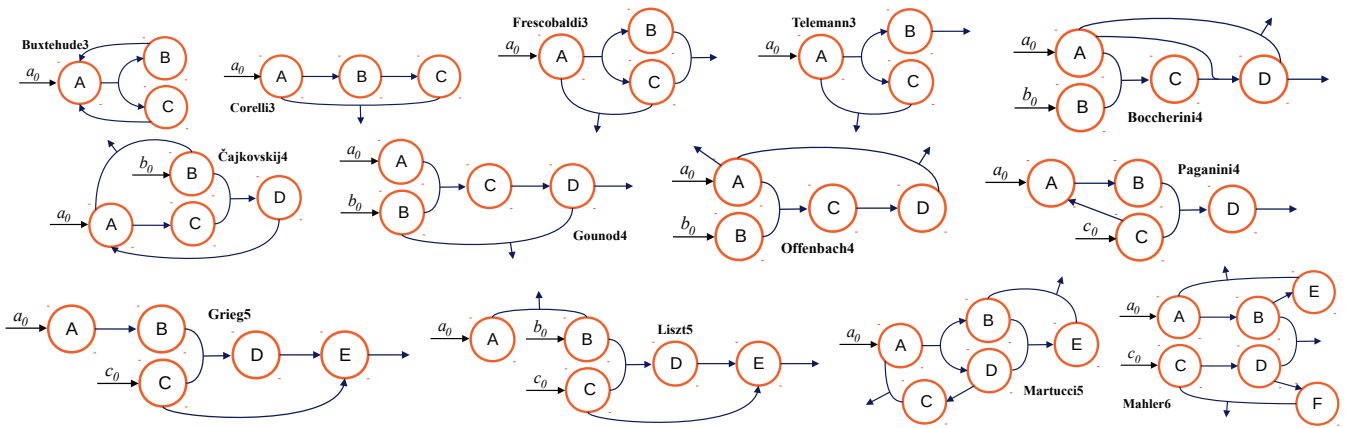 Buxtehude3
a0
A
B
C
a0
A
B
C
Corelli3
Frescobaldi3
a0
A
B
C
Telemann3
a0
A
B
C
a0
A
b0
B
C
D
Boccherini4
Čajkovskij4
b0
B
a0
A
C
D
a0
A
b0
B
C
D
Gounod4
a0
A
b0
B
C
D
Offenbach4
Paganini4
a0
A
B
c0
C
D
Grieg5
a0
A
B
c0
C
D
E
Liszt5
a0
A
b0
B
c0
C
D
E
a0
A
B
D
C
E
Martucci5
a0
A
B
E
c0
C
D
F
Mahler6